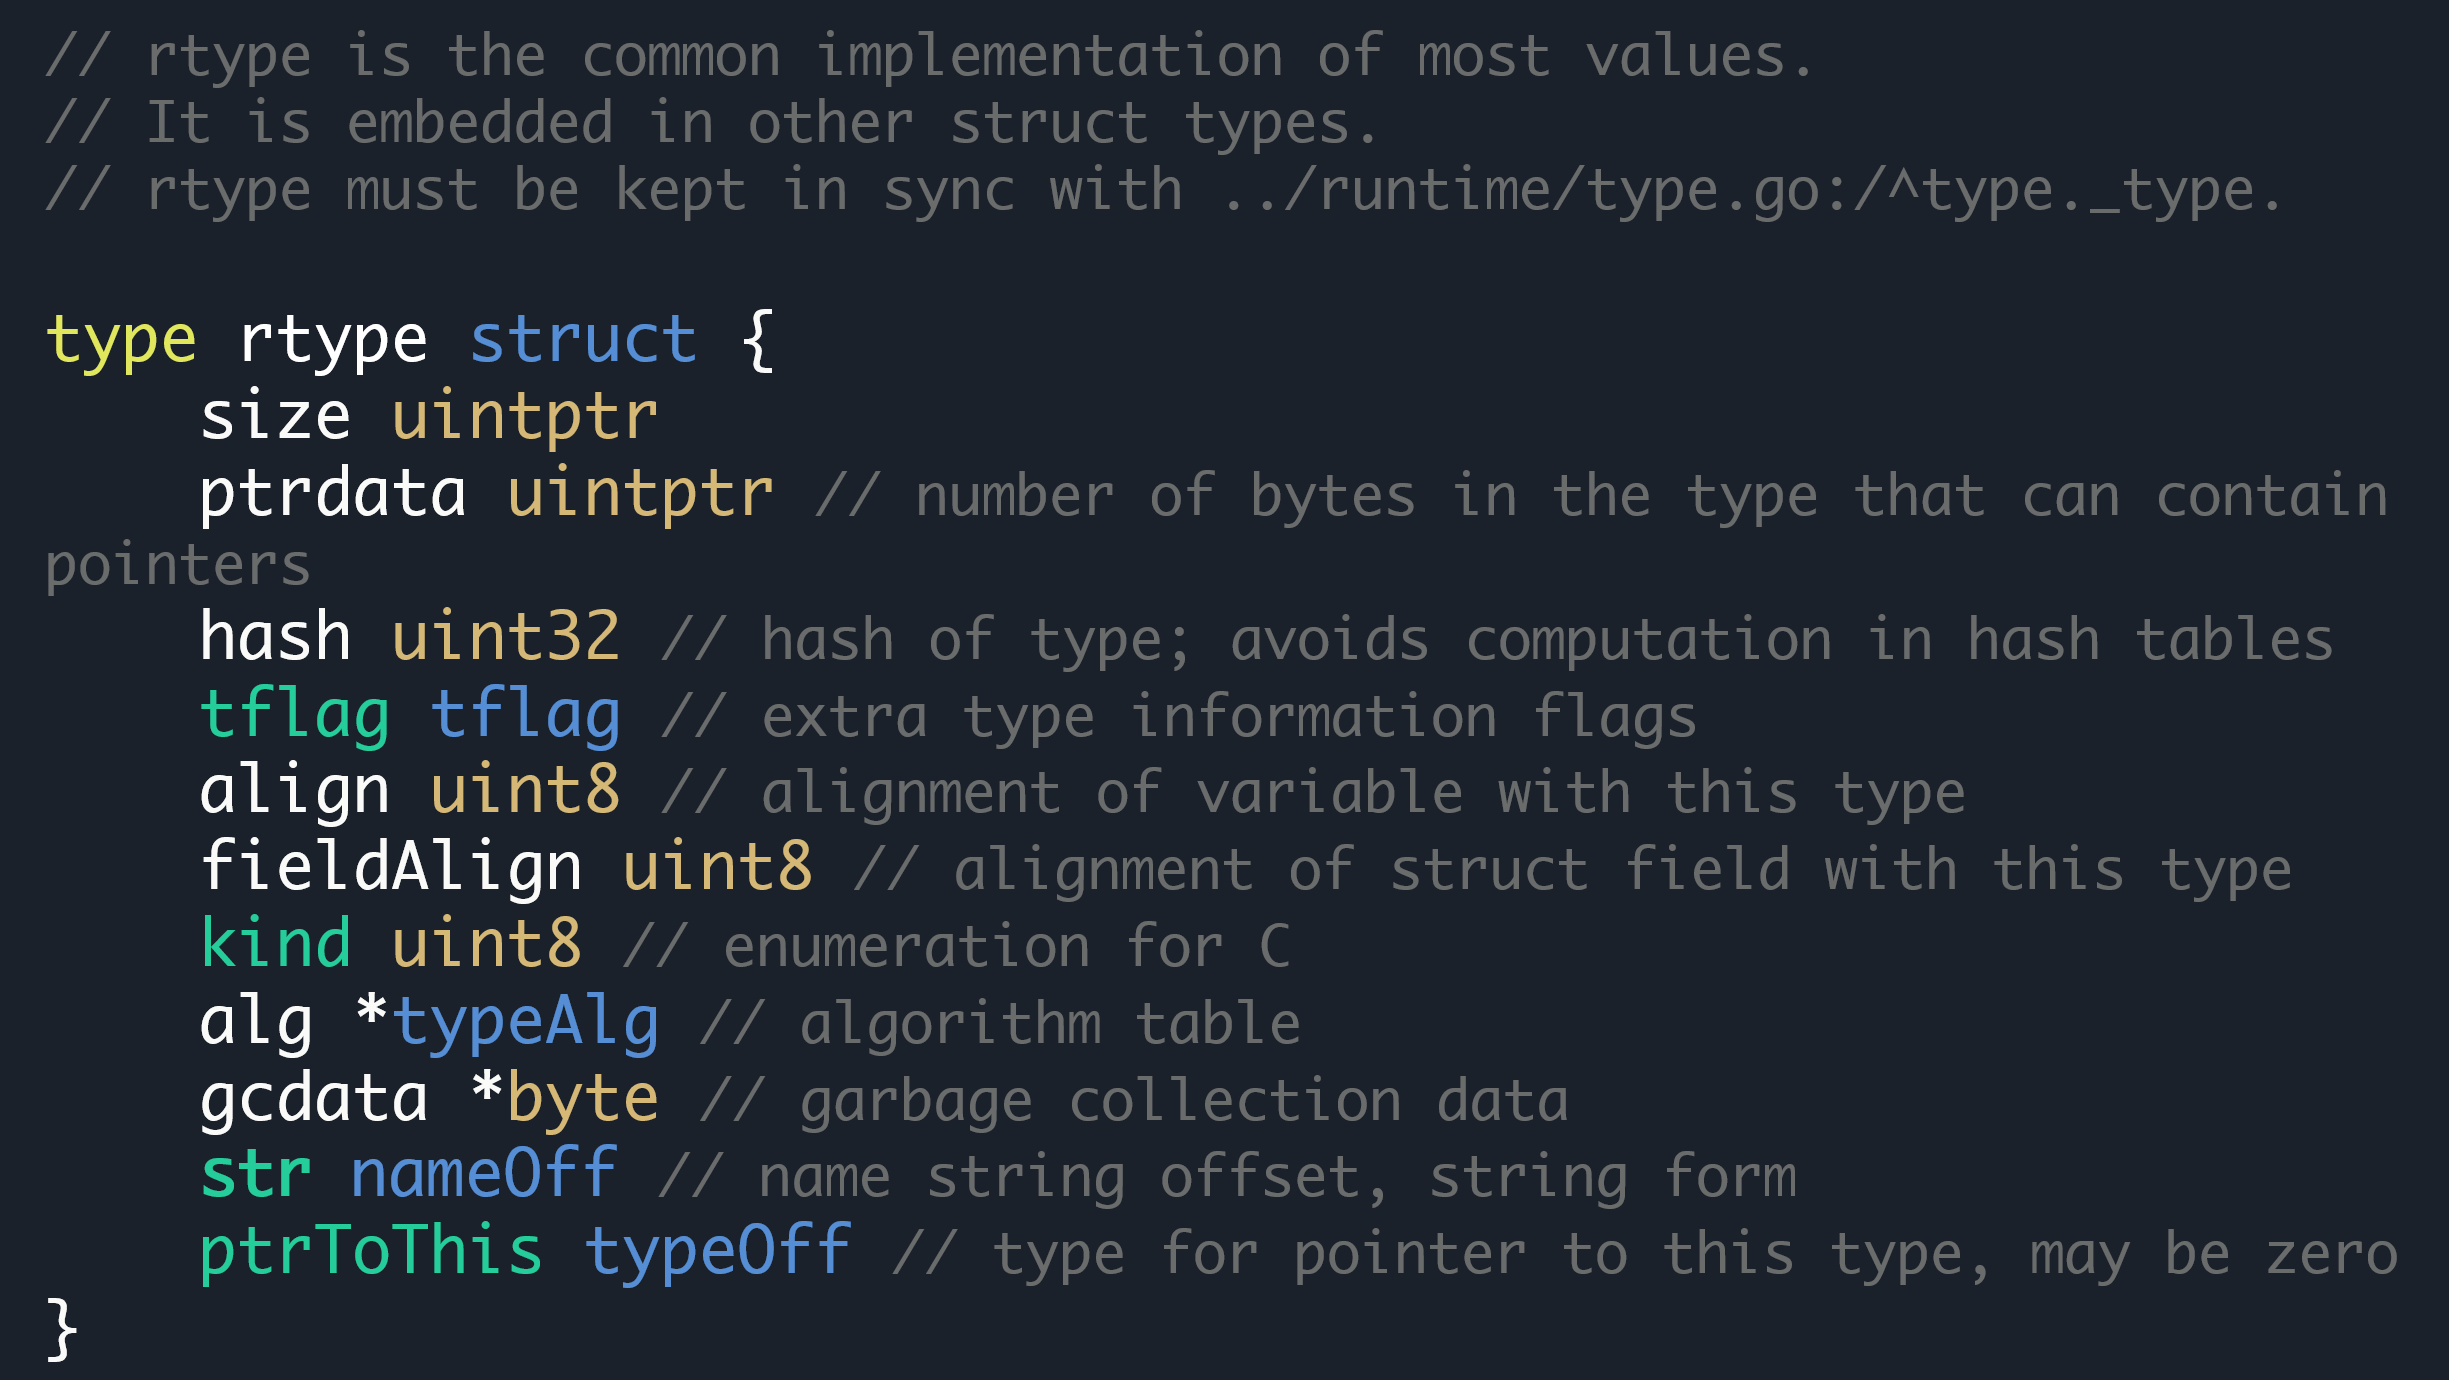 // rtype is the common implementation of most values.
// It is embedded in other struct types.
// rtype must be kept in sync with ../runtime/type.go:/^type._type.
type rtype struct {
size uintptr
ptrdata uintptr // number of bytes in the type that can contain
pointers
hash uint32 // hash of type; avoids computation in hash tables
tflag tflag // extra type information flags
align uint8 // alignment of variable with this type
fieldAlign uint8 // alignment of struct field with this type
kind uint8 // enumeration for C
alg *typeAlg // algorithm table
gcdata *byte // garbage collection data
str nameOff // name string offset, string form
ptrToThis typeOff // type for pointer to this type, may be zero
}